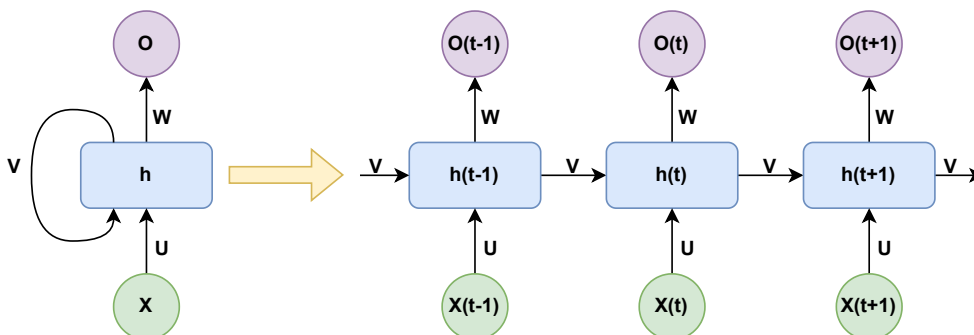 O
O(t-1)
O(t)
O(t+1)
W
W
W
W
V
V
V
V
V
h
h(t-1)
h(t)
h(t+1)
U
U
U
U
X
X(t-1)
X(t)
X(t+1)